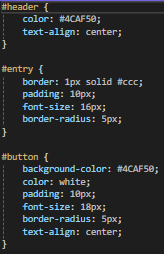 #header {
    color: #4CAF50;
    text-align: center;
}

#entry {
    border: 1px solid #ccc;
    padding: 10px;
    font-size: 16px;
    border-radius: 5px;
}

#button {
    background-color: #4CAF50;
    color: white;
    padding: 10px;
    font-size: 18px;
    border-radius: 5px;
    text-align: center;
}